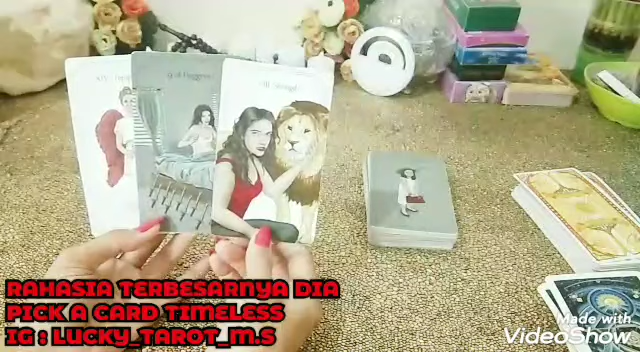 RAHASIA TERBESARNYA DIA
PICK A CARD TIMELESS
IG : LUCKY_TAROT_M.S
Made with
VideoShow